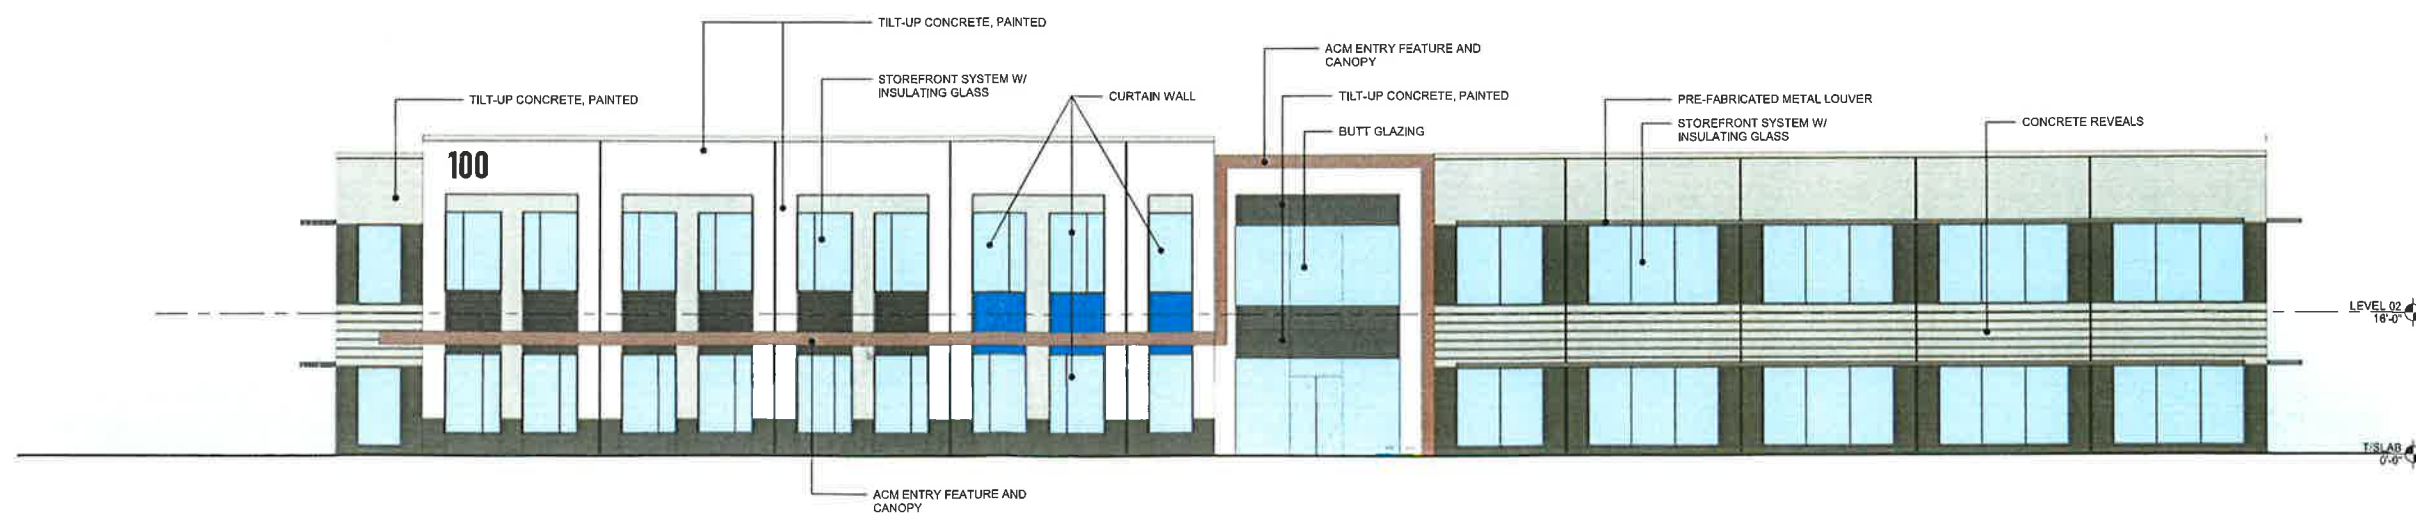 TILT-UP CONCRETE, PAINTED
ACM ENTRY FEATURE AND
CANOPY
STOREFRONT SYSTEM W/
INSULATING GLASS
TILT-UP CONCRETE, PAINTED
CURTAIN WALL
TILT-UP CONCRETE, PAINTED
PRE-FABRICATED METAL LOUVER
BUTT GLAZING
STOREFRONT SYSTEM W/
INSULATING GLASS
CONCRETE REVEALS
100
LEVEL 02
16'-0"
T/SLAB
0'-0"
ACM ENTRY FEATURE AND
CANOPY